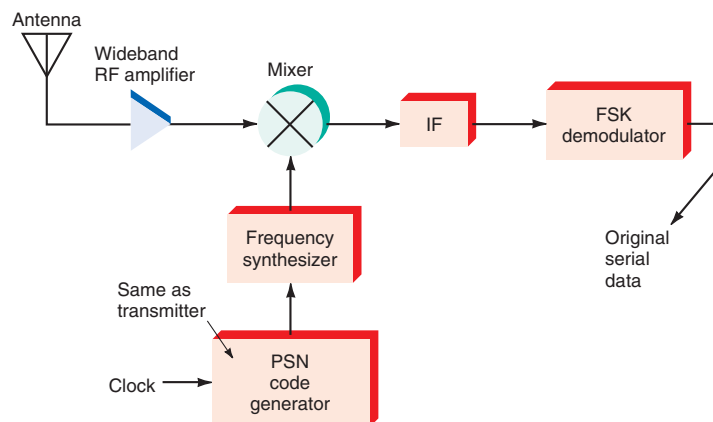 Antenna
Wideband
RF amplifier
Mixer
IF
FSK
demodulator
Frequency
synthesizer
Original
serial
data
Same as
transmitter
PSN
code
generator
Clock